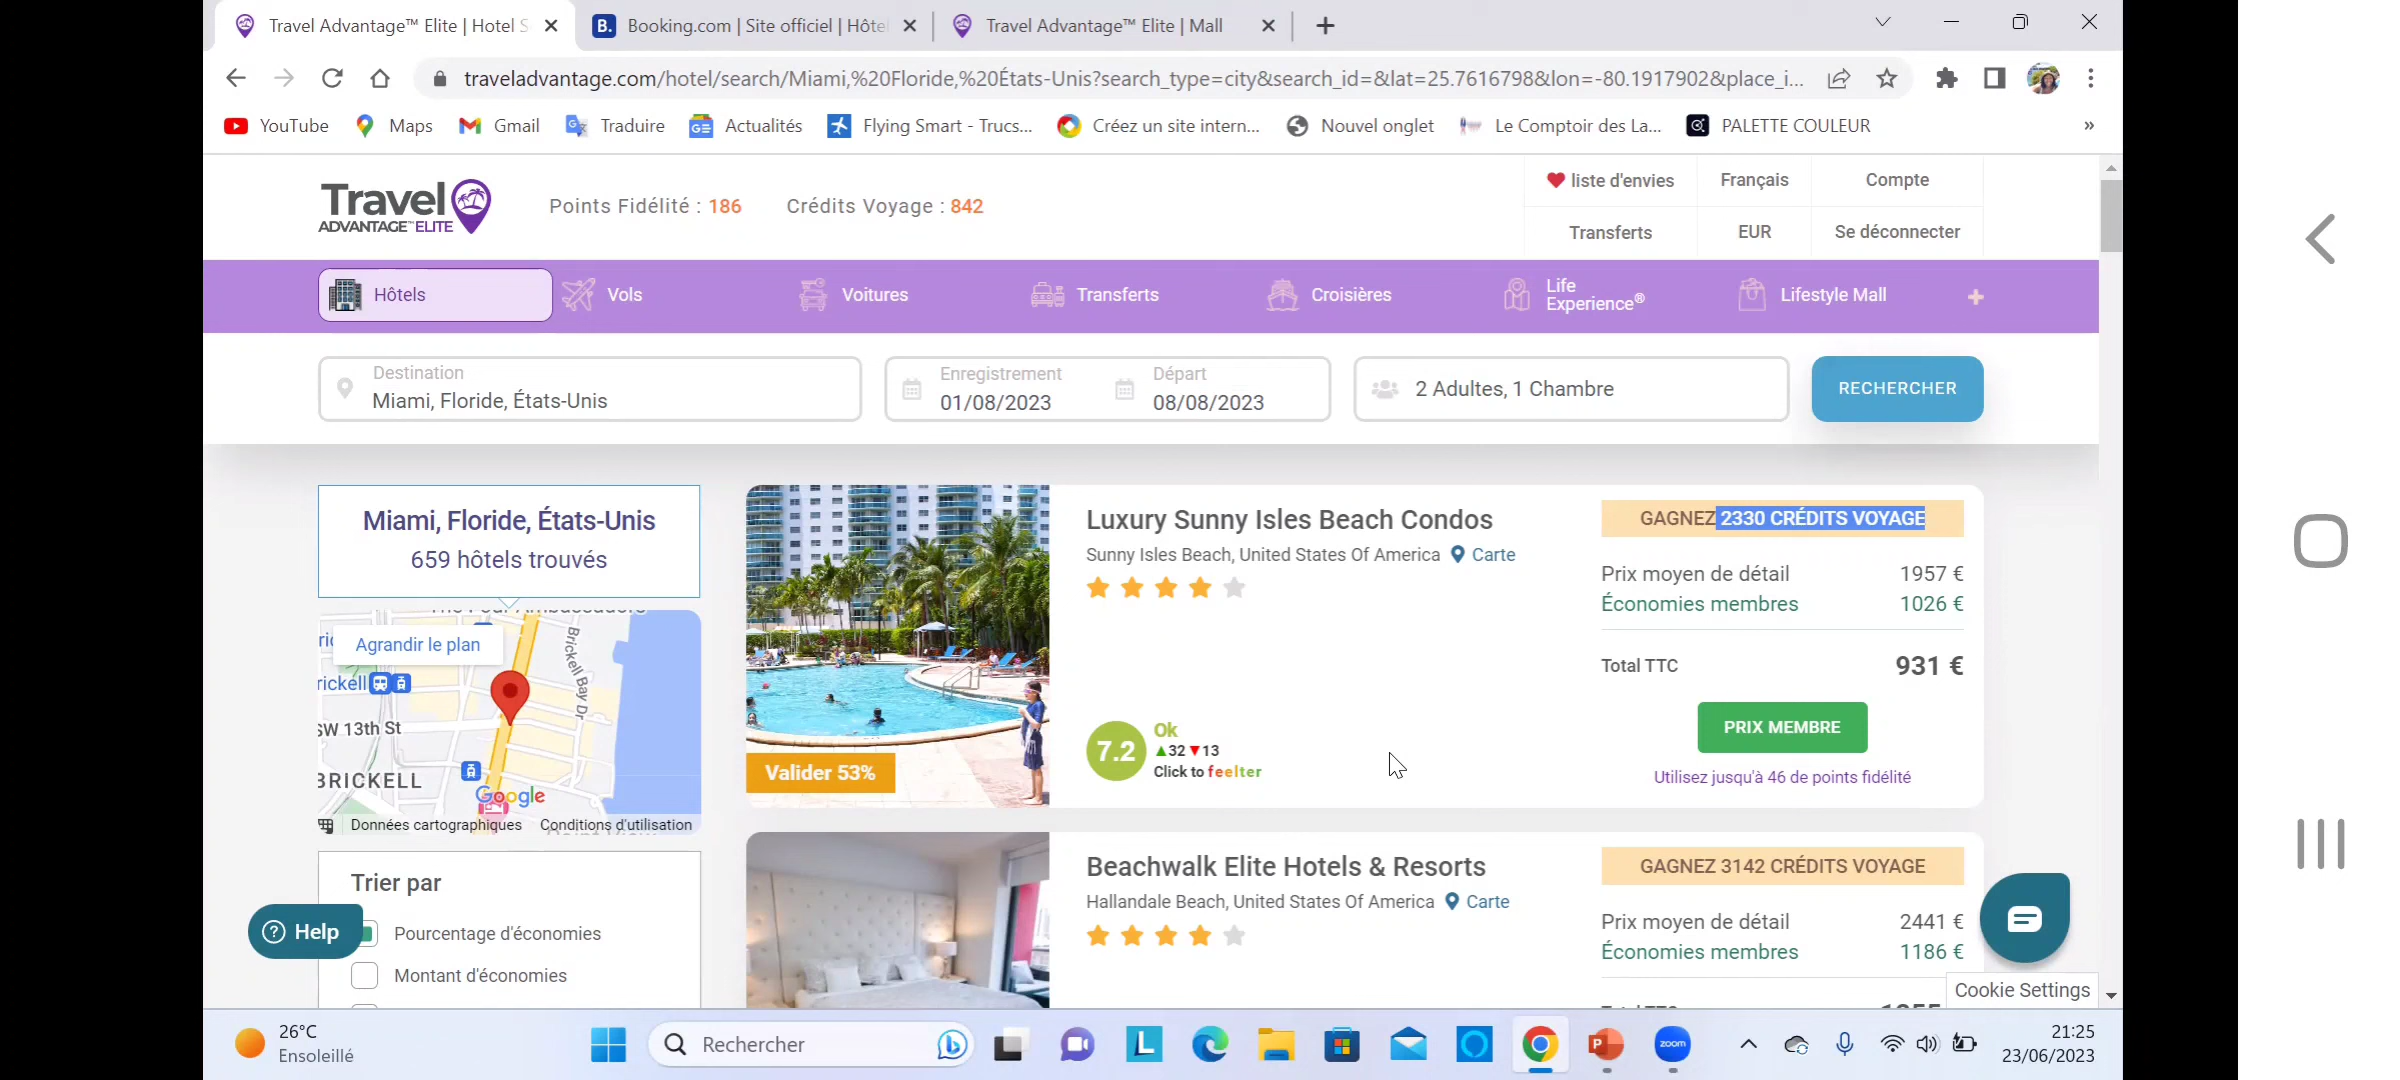 Travel Advantage™ Elite | Hotel S
Booking.com | Site officiel | Hôtel
Travel Advantage™ Elite | Mall
traveladvantage.com/hotel/search/Miami,%20Floride,%20États-Unis?search_type=city&search_id=&lat=25.7616798&lon=-80.1917902&place_i...
YouTube
Maps
Gmail
Traduire
Actualités
Flying Smart - Trucs...
Créez un site intern...
Nouvel onglet
Le Comptoir des La...
PALETTE COULEUR
»
Travel
ADVANTAGE™ELITE
Points Fidélité : 186
Crédits Voyage : 842
liste d'envies
Français
Compte
Transferts
EUR
Se déconnecter
Hôtels
Vols
Voitures
Transferts
Croisières
Life
Experience®
Lifestyle Mall
Destination
Miami, Floride, États-Unis
Enregistrement
01/08/2023
Départ
08/08/2023
2 Adultes, 1 Chambre
RECHERCHER
Miami, Floride, États-Unis
659 hôtels trouvés
Agrandir le plan
Brickell Bay Dr
rickell
SW 13th St
BRICKELL
Google
Données cartographiques
Conditions d'utilisation
Trier par
Pourcentage d'économies
Montant d'économies
Help
Valider 53%
Luxury Sunny Isles Beach Condos
Sunny Isles Beach, United States Of America Carte
7.2
Ok
▲32 ▼13
Click to feelter
GAGNEZ 2330 CRÉDITS VOYAGE
Prix moyen de détail 1957 €
Économies membres 1026 €
Total TTC 931 €
PRIX MEMBRE
Utilisez jusqu'à 46 de points fidélité
Beachwalk Elite Hotels & Resorts
Hallandale Beach, United States Of America Carte
GAGNEZ 3142 CRÉDITS VOYAGE
Prix moyen de détail 2441 €
Économies membres 1186 €
Cookie Settings
26°C
Ensoleillé
Rechercher
zoom
21:25
23/06/2023